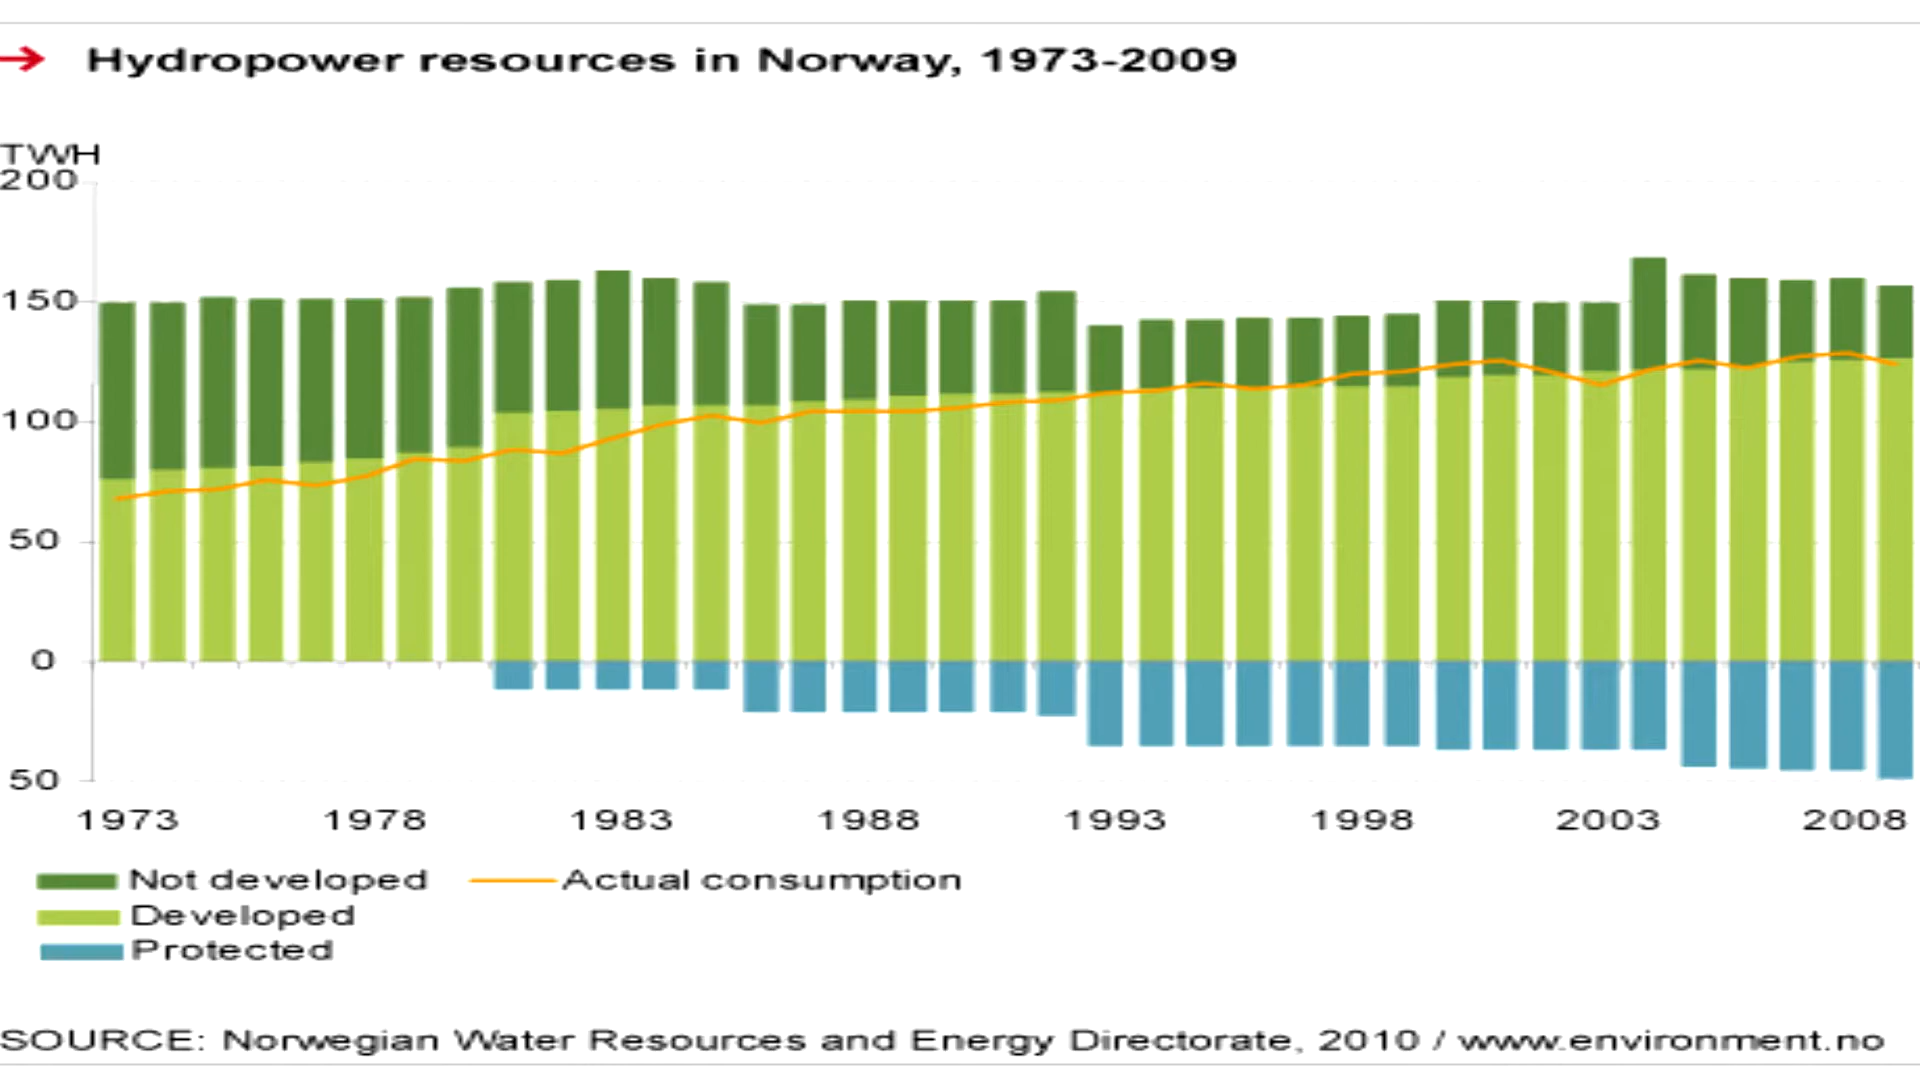 Hydropower resources in Norway, 1973-2009
TWH
200
150
100
50
0
50
1973 1978 1983 1988 1993 1998 2003 2008
Not developed Actual consumption
Developed
Protected
SOURCE: Norwegian Water Resources and Energy Directorate, 2010 / www.environment.no